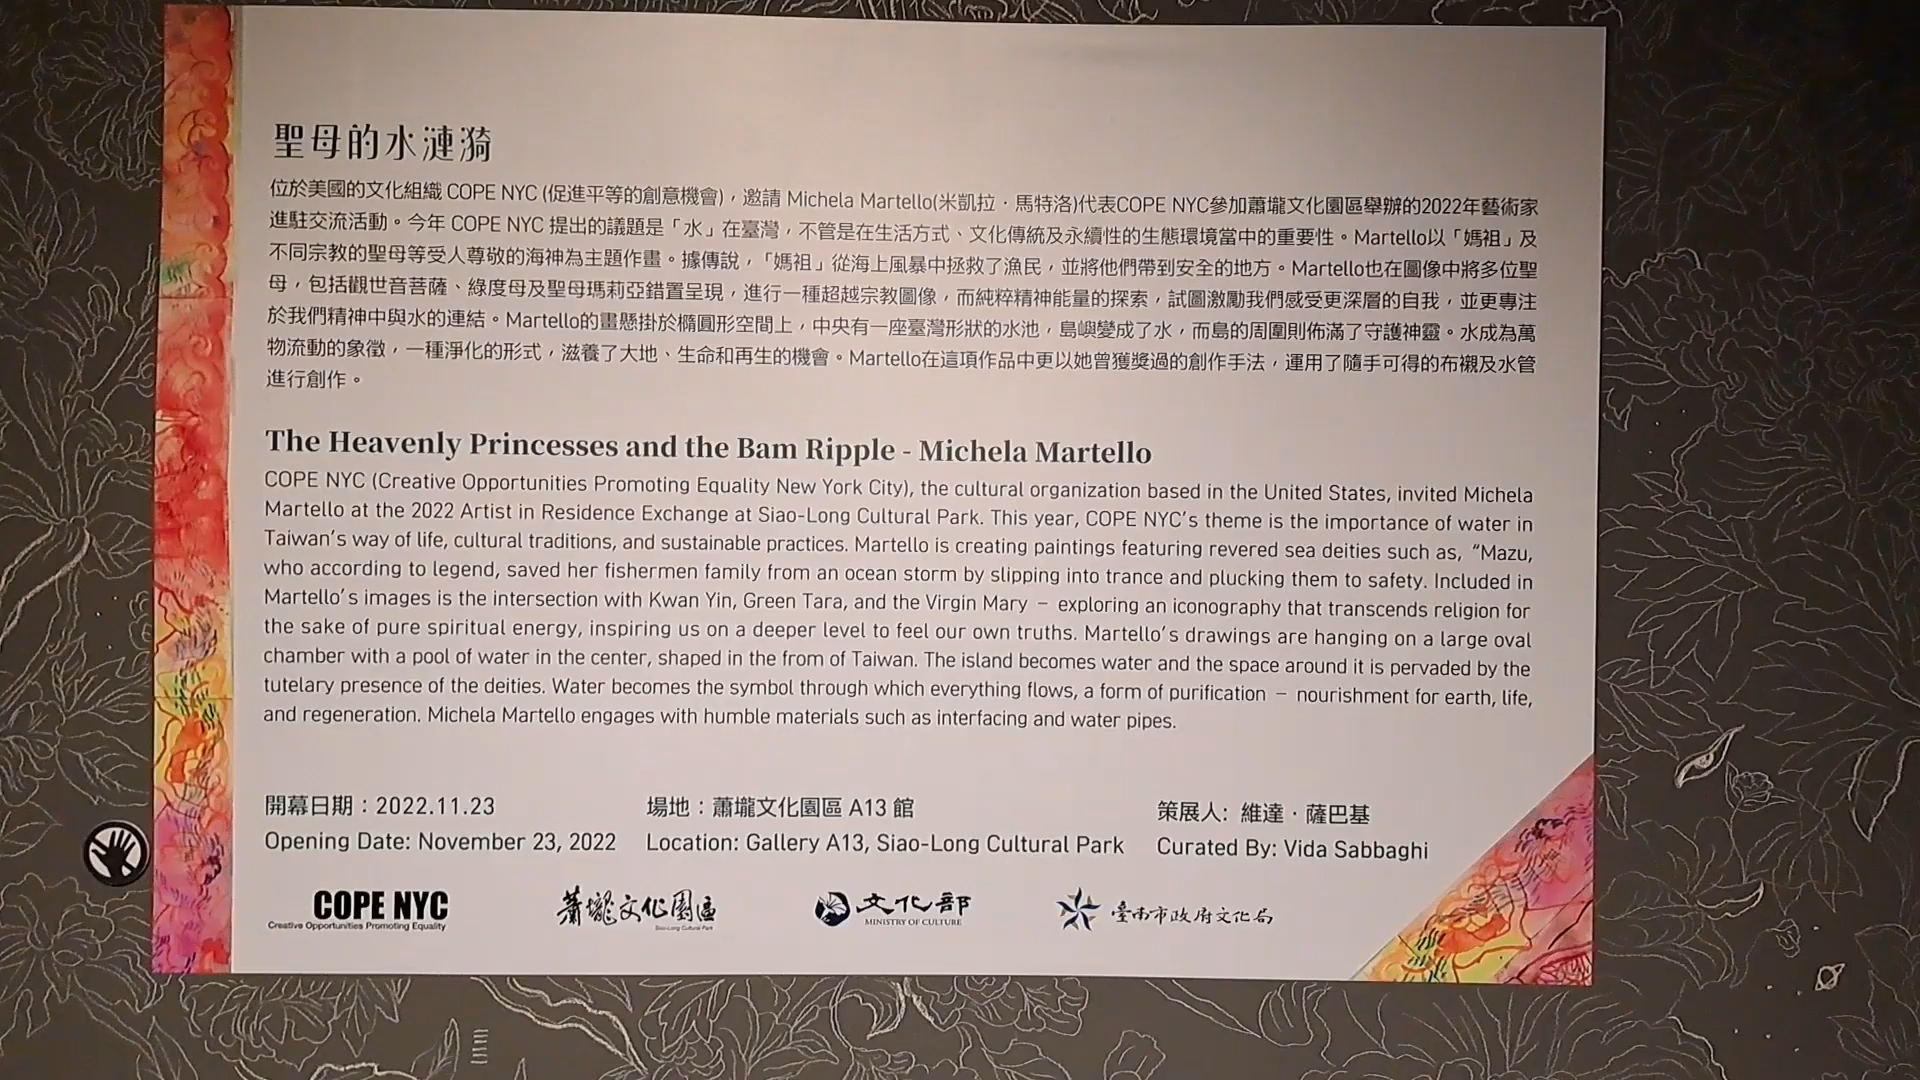 聖母的水漣漪
位於美國的文化組織 COPE NYC (促進平等的創意機會)，邀請 Michela Martello(米凱拉．馬特洛)代表COPE NYC參加蕭壠文化園區舉辦的2022年藝術家
進駐交流活動。今年 COPE NYC 提出的議題是「水」在臺灣，不管是在生活方式、文化傳統及永續性的生態環境當中的重要性。Martello以「媽祖」及
不同宗教的聖母等受人尊敬的海神為主題作畫。據傳說，「媽祖」從海上風暴中拯救了漁民，並將他們帶到安全的地方。Martello也在圖像中將多位聖
母，包括觀世音菩薩、綠度母及聖母瑪莉亞錯置呈現，進行一種超越宗教圖像，而純粹精神能量的探索，試圖激勵我們感受更深層的自我，並更專注
於我們精神中與水的連結。Martello的畫懸掛於橢圓形空間上，中央有一座臺灣形狀的水池，島嶼變成了水，而島的周圍則佈滿了守護神靈。水成為萬
物流動的象徵，一種淨化的形式，滋養了大地、生命和再生的機會。Martello在這項作品中更以她曾獲獎過的創作手法，運用了隨手可得的布襯及水管
進行創作。
The Heavenly Princesses and the Bam Ripple - Michela Martello
COPE NYC (Creative Opportunities Promoting Equality New York City), the cultural organization based in the United States, invited Michela
Martello at the 2022 Artist in Residence Exchange at Siao-Long Cultural Park. This year, COPE NYC's theme is the importance of water in
Taiwan's way of life, cultural traditions, and sustainable practices. Martello is creating paintings featuring revered sea deities such as, “Mazu,
who according to legend, saved her fishermen family from an ocean storm by slipping into trance and plucking them to safety. Included in
Martello's images is the intersection with Kwan Yin, Green Tara, and the Virgin Mary – exploring an iconography that transcends religion for
the sake of pure spiritual energy, inspiring us on a deeper level to feel our own truths. Martello's drawings are hanging on a large oval
chamber with a pool of water in the center, shaped in the from of Taiwan. The island becomes water and the space around it is pervaded by the
tutelary presence of the deities. Water becomes the symbol through which everything flows, a form of purification – nourishment for earth, life,
and regeneration. Michela Martello engages with humble materials such as interfacing and water pipes.
開幕日期：2022.11.23 場地：蕭壠文化園區 A13 館 策展人: 維達．薩巴基
Opening Date: November 23, 2022 Location: Gallery A13, Siao-Long Cultural Park Curated By: Vida Sabbaghi
COPE NYC 蕭壠文化園區 文化部 臺南市政府文化局
Creative Opportunities Promoting Equality Siao-Long Cultural Park MINISTRY OF CULTURE